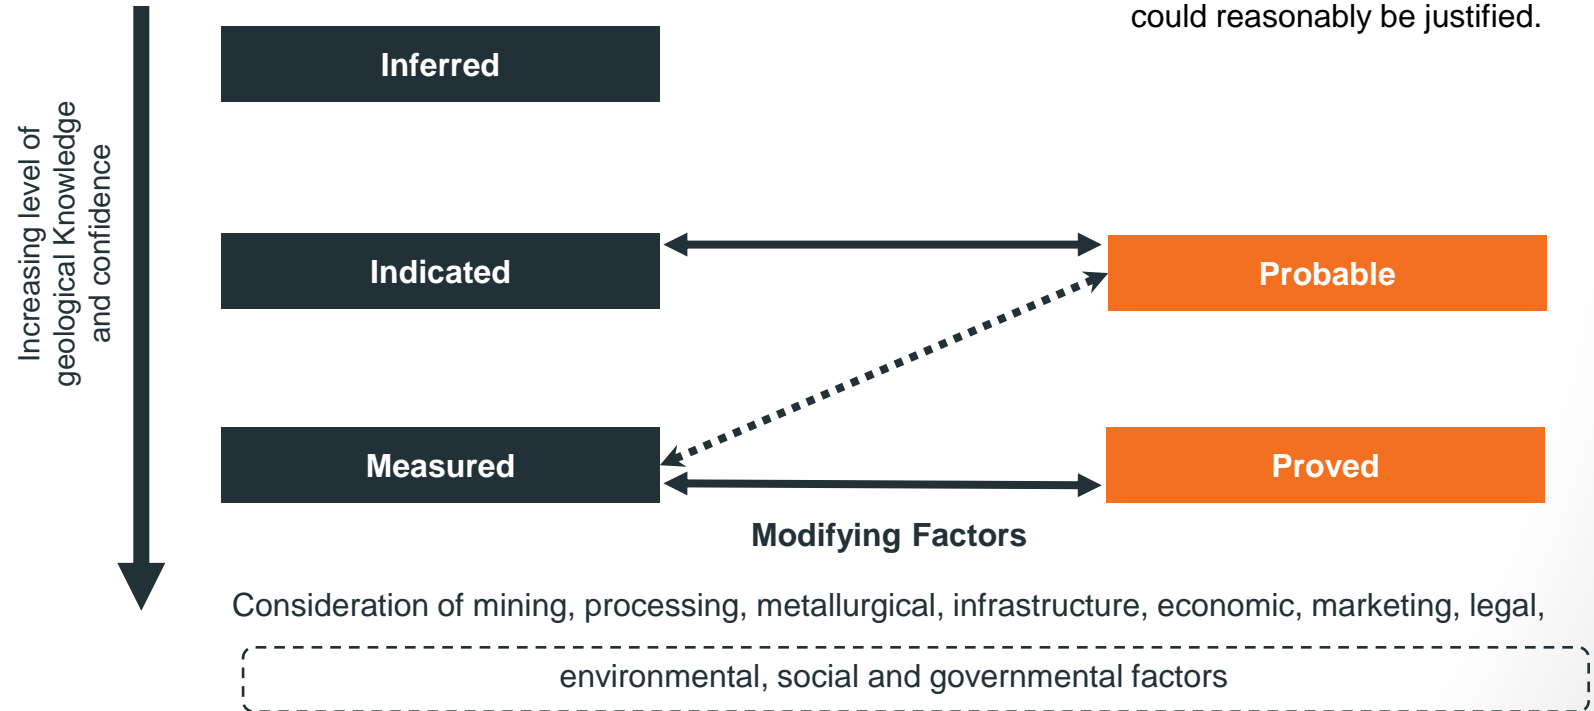 could reasonably be justified.
Inferred
Increasing level of
geological Knowledge
and confidence
Indicated
Probable
Measured
Proved
Modifying Factors
Consideration of mining, processing, metallurgical, infrastructure, economic, marketing, legal,
environmental, social and governmental factors